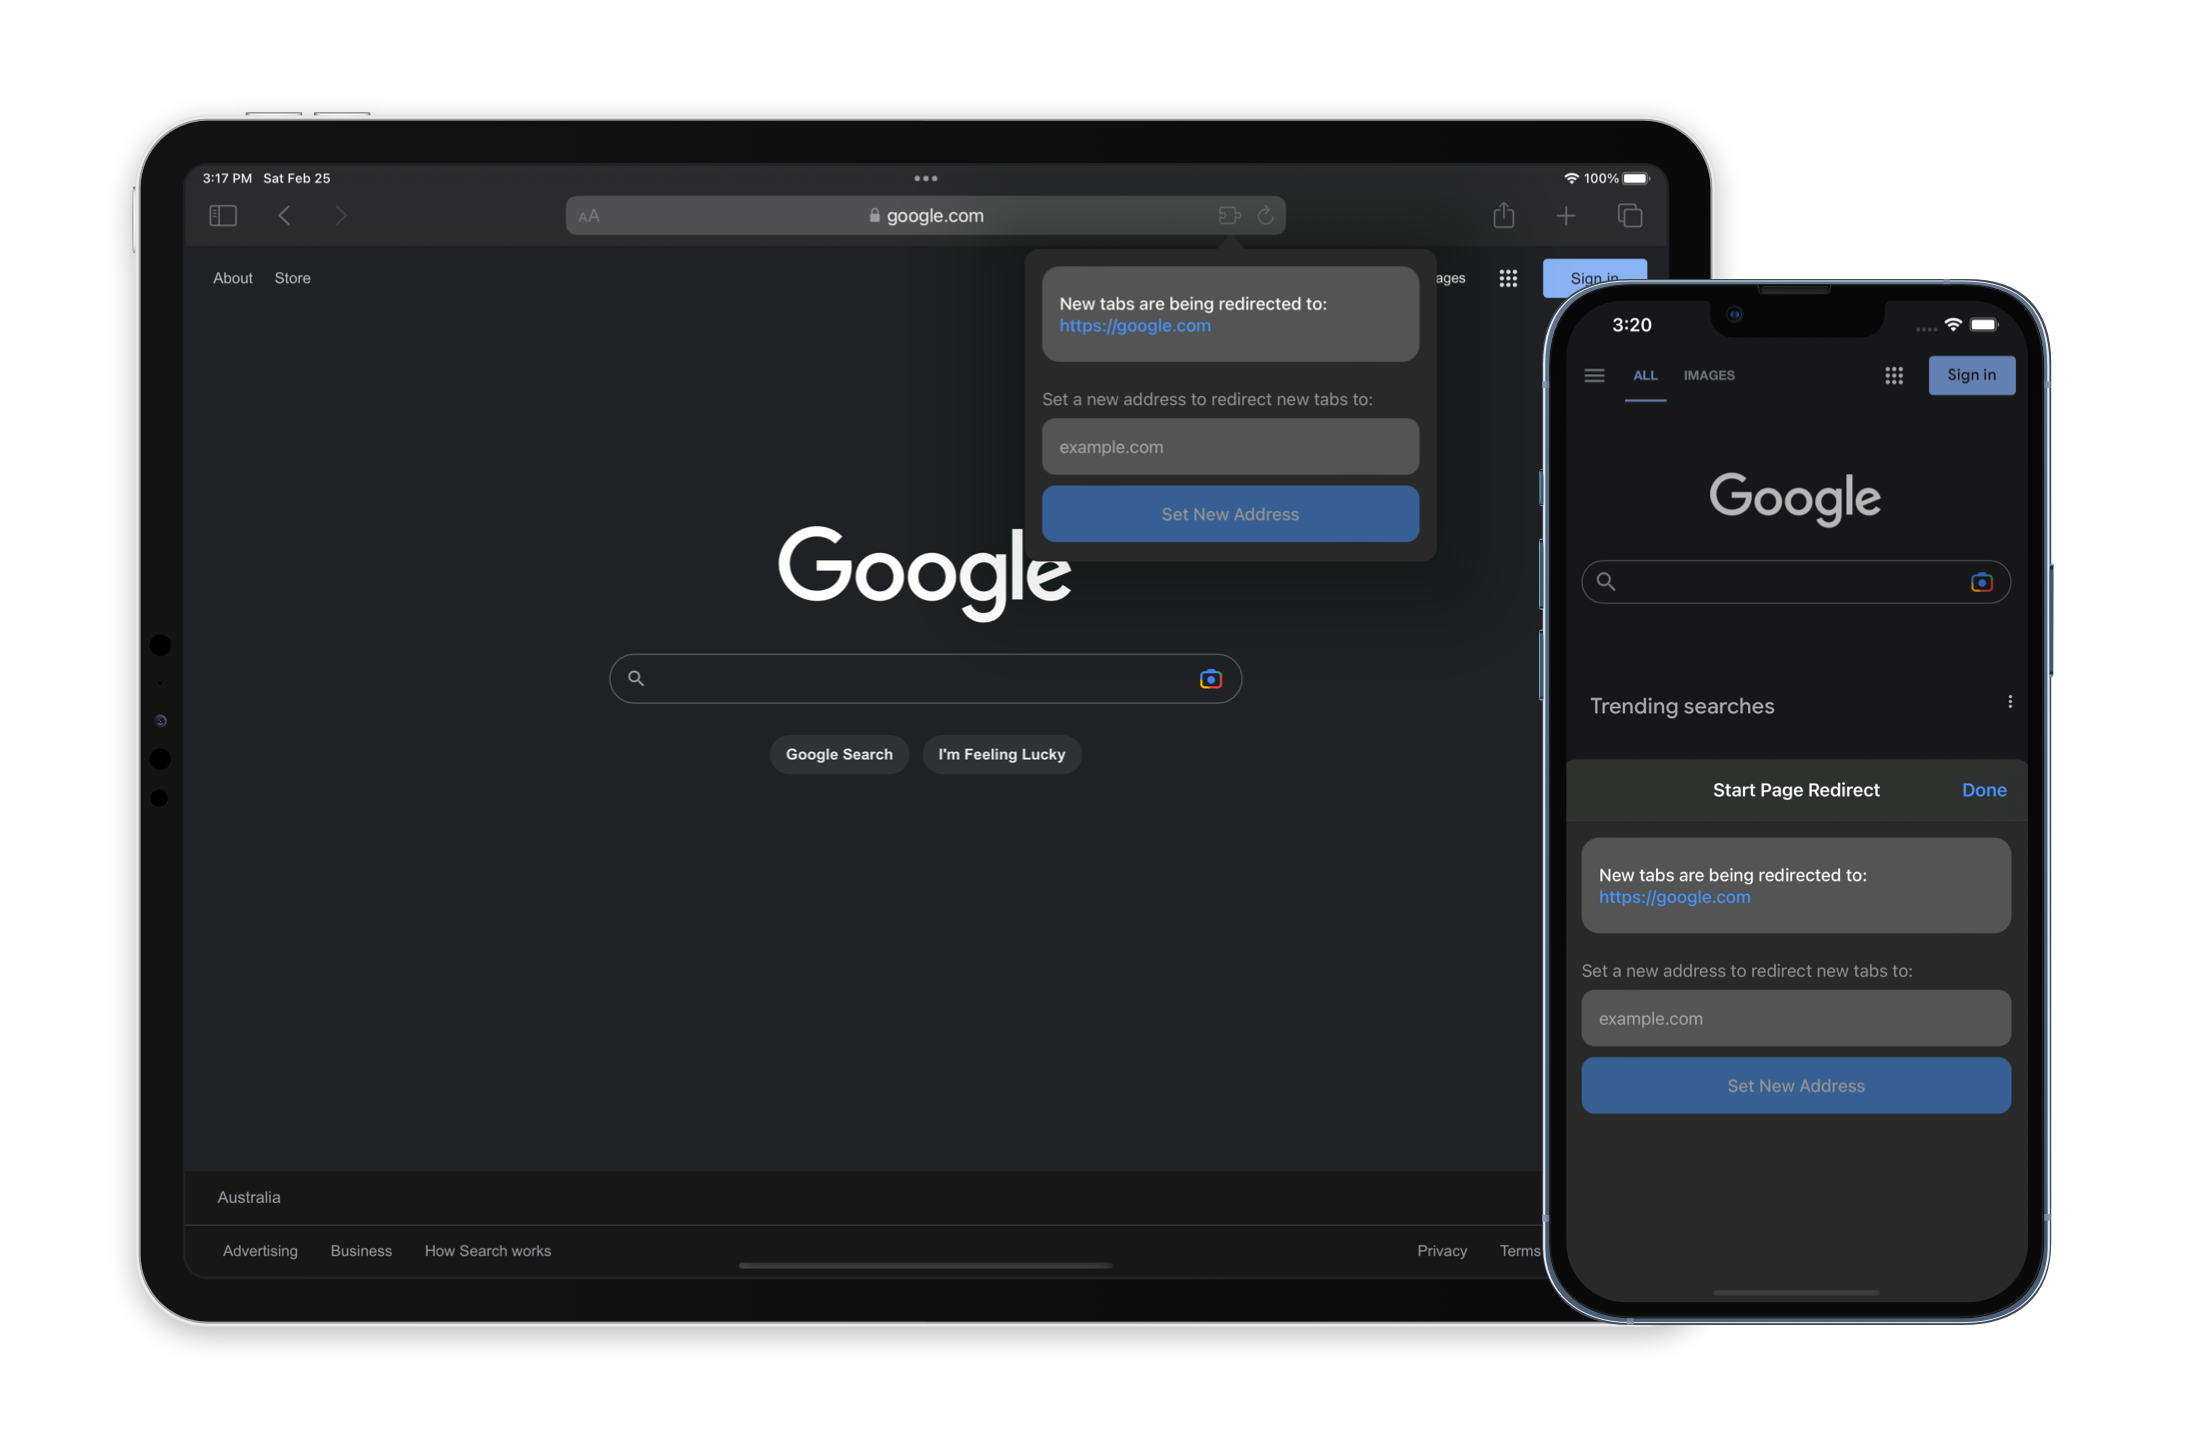 3:17 PM Sat Feb 25
100%
AA
google.com
About Store
ages
Sign in
New tabs are being redirected to:
https://google.com
Set a new address to redirect new tabs to:
example.com
Set New Address
Google
Google Search I'm Feeling Lucky
Australia
Advertising Business How Search works
Privacy Terms
3:20
ALL IMAGES
Sign in
Google
Trending searches
Start Page Redirect Done
New tabs are being redirected to:
https://google.com
Set a new address to redirect new tabs to:
example.com
Set New Address